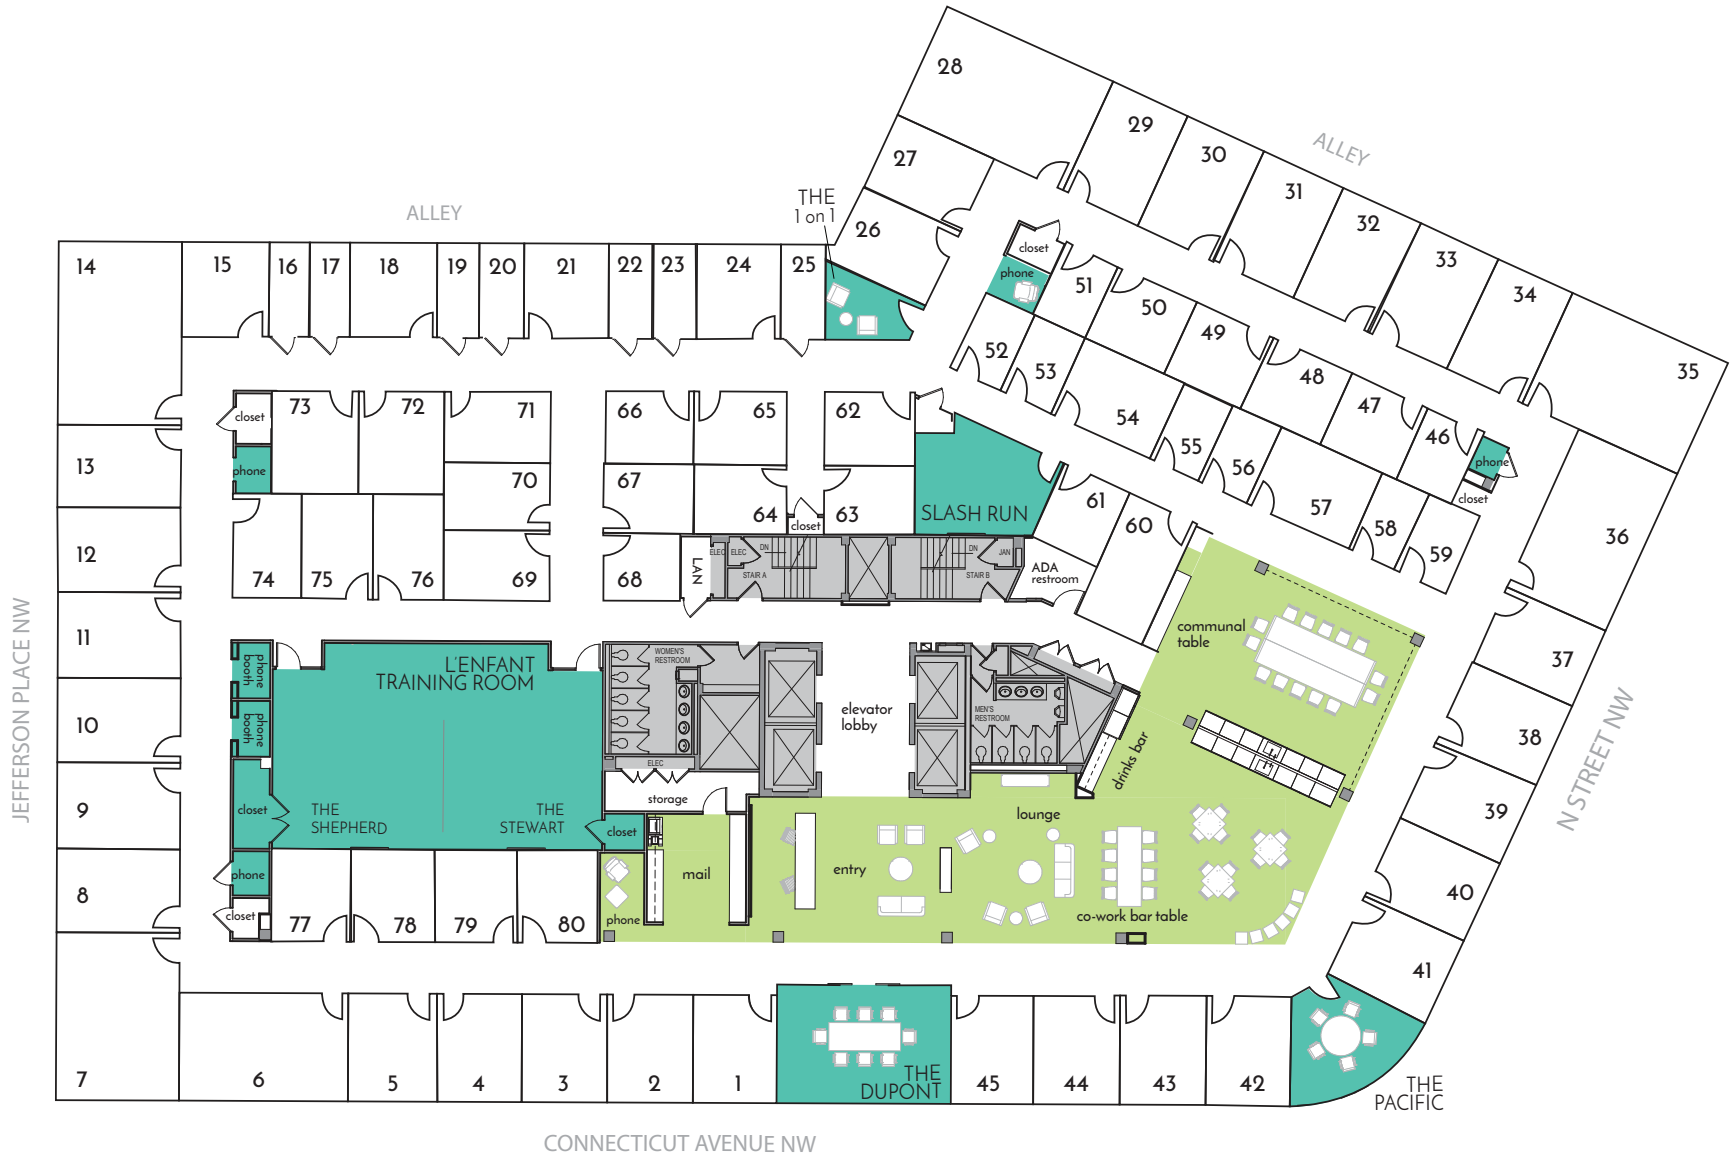 28
29
ALLEY
30
27
31
THE
1 on 1
ALLEY
32
26
33
closet
phone
51
34
50
49
52
53
48
35
47
54
46
55
56
phone
closet
57
58
59
36
14
15
16
17
18
19
20
21
22
23
24
25
closet
73
72
71
66
65
62
phone
13
70
67
64
closet
63
SLASH RUN
61
60
12
74
75
76
69
68
LAN
ELEC
ELEC
DN
STAIR A
DN
STAIR B
JAN
ADA
restroom
JEFFERSON PLACE NW
11
phone
booth
L'ENFANT
TRAINING ROOM
WOMEN'S
RESTROOM
communal
table
37
10
phone
booth
elevator
lobby
MEN'S
RESTROOM
drinks bar
38
N STREET NW
ELEC
storage
9
closet
THE
SHEPHERD
THE
STEWART
closet
lounge
39
8
phone
closet
77
78
79
80
phone
mail
entry
co-work bar table
40
41
7
6
5
4
3
2
1
THE
DUPONT
45
44
43
42
THE
PACIFIC
CONNECTICUT AVENUE NW